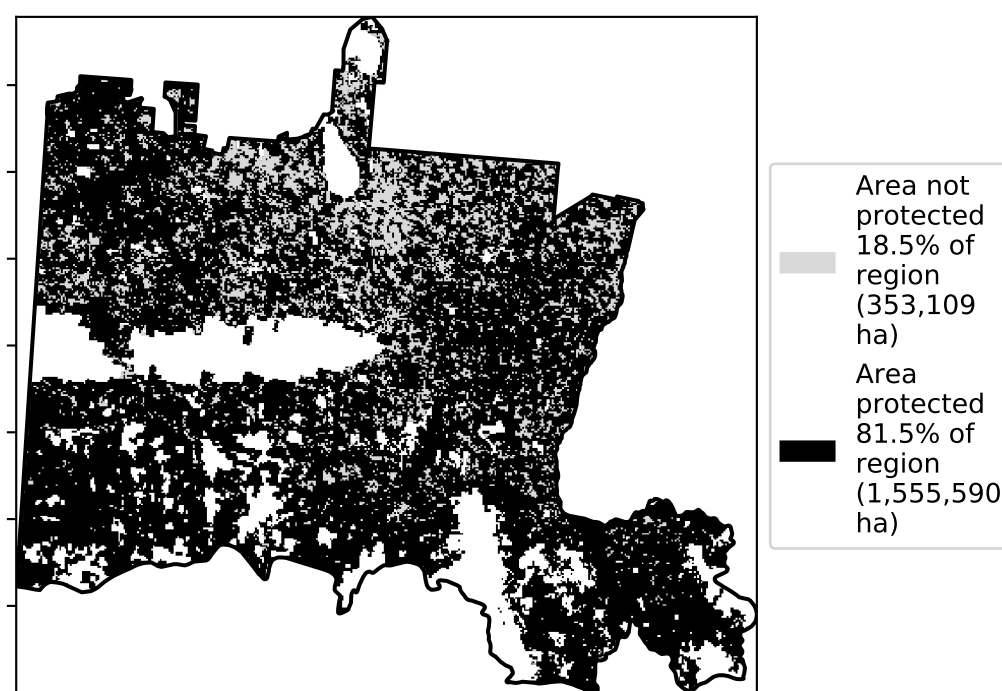 Area not
protected
18.5% of
region
(353,109
ha)
Area
protected
81.5% of
region
(1,555,590
ha)